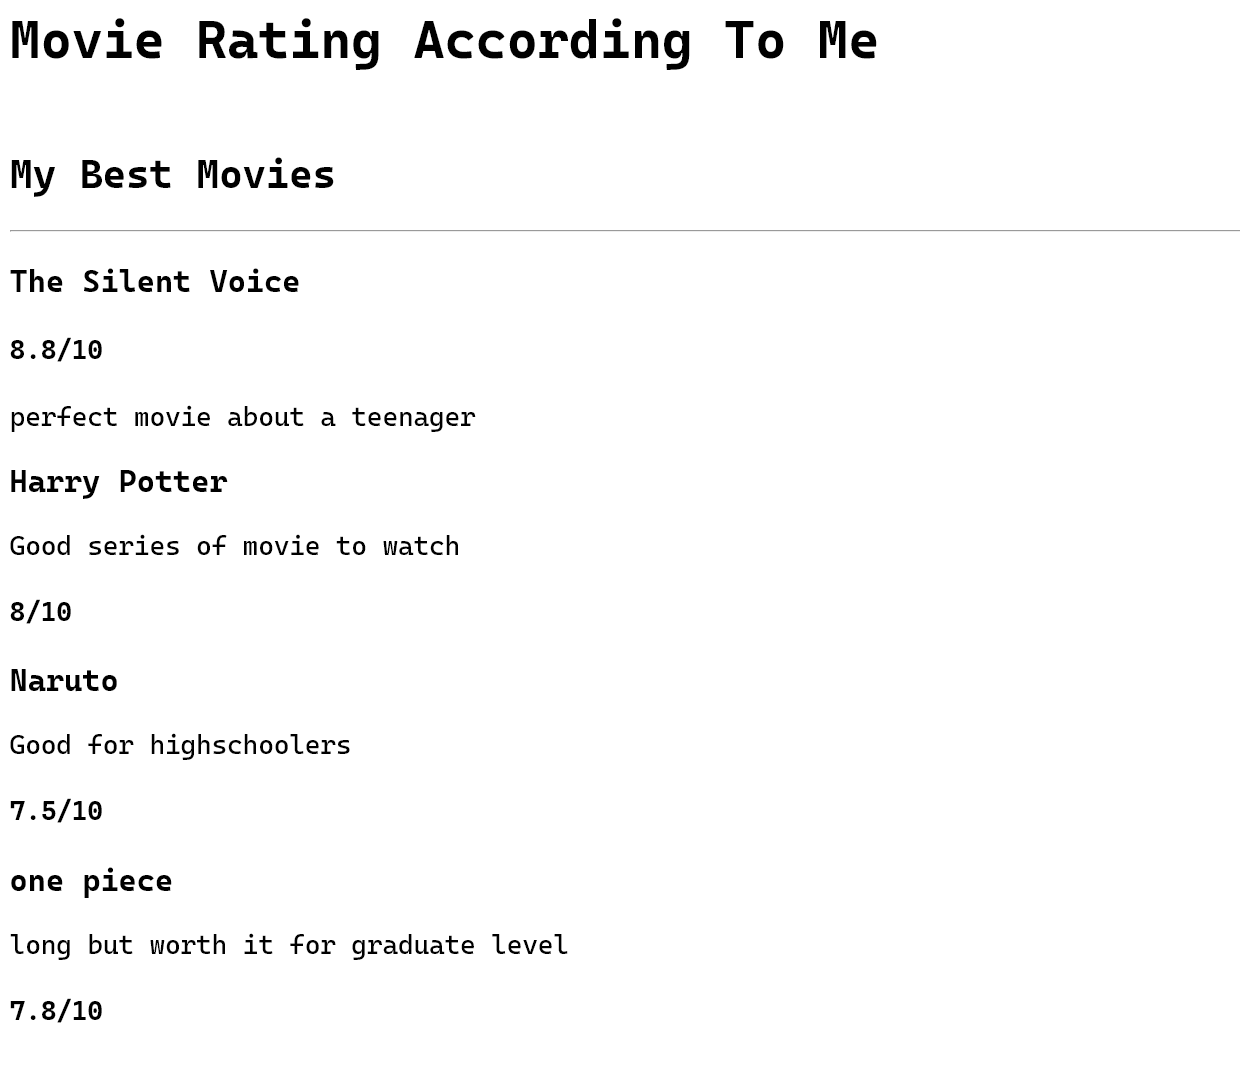 Movie Rating According To Me
My Best Movies
The Silent Voice
8.8/10
perfect movie about a teenager
Harry Potter
Good series of movie to watch
8/10
Naruto
Good for highschoolers
7.5/10
one piece
long but worth it for graduate level
7.8/10